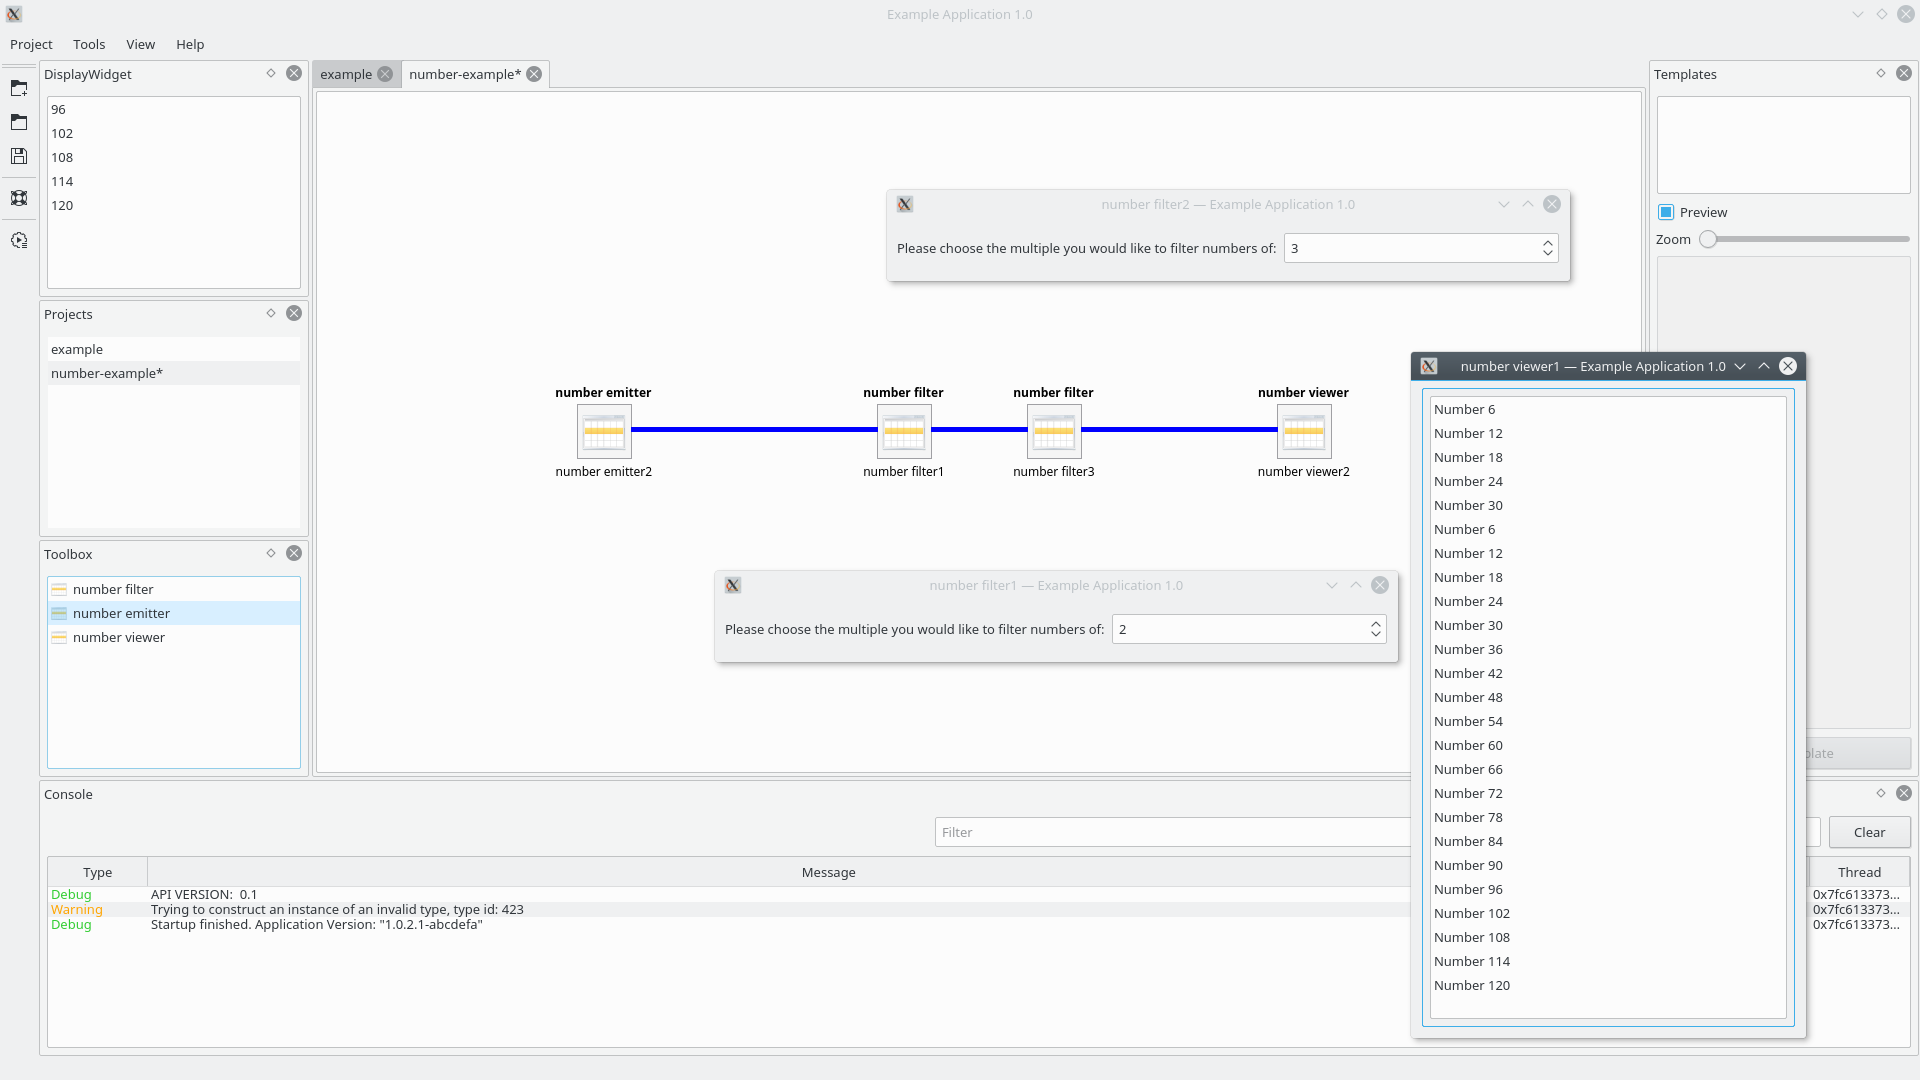 Example Application 1.0
Project Tools View Help
DisplayWidget
96
102
108
114
120
Projects
example
number-example*
Toolbox
number filter
number emitter
number viewer
example
number-example*
number filter2 — Example Application 1.0
Please choose the multiple you would like to filter numbers of: 3
number emitter
number filter
number filter
number viewer
number emitter2
number filter1
number filter3
number viewer2
number filter1 — Example Application 1.0
Please choose the multiple you would like to filter numbers of: 2
Templates
Preview
Zoom
number viewer1 — Example Application 1.0
Number 6
Number 12
Number 18
Number 24
Number 30
Number 6
Number 12
Number 18
Number 24
Number 30
Number 36
Number 42
Number 48
Number 54
Number 60
Number 66
Number 72
Number 78
Number 84
Number 90
Number 96
Number 102
Number 108
Number 114
Number 120
Console
Filter
Clear
Type Message Thread
Debug API VERSION: 0.1 0x7fc613373...
Warning Trying to construct an instance of an invalid type, type id: 423 0x7fc613373...
Debug Startup finished. Application Version: "1.0.2.1-abcdefa" 0x7fc613373...